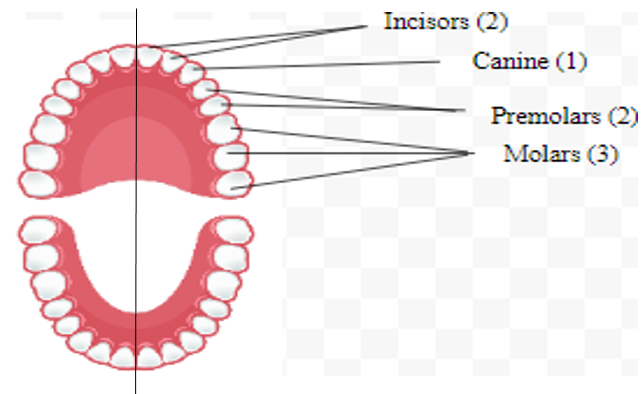 Incisors (2)
Canine (1)
Premolars (2)
Molars (3)